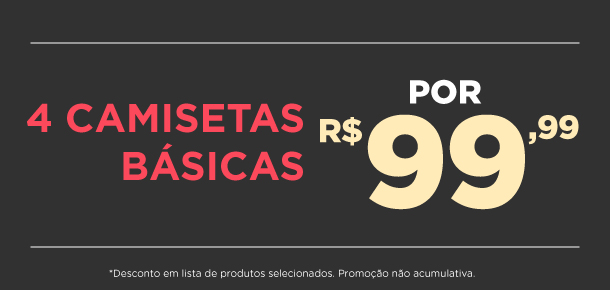 4 CAMISETAS
BÁSICAS
POR
R$99,99
*Desconto em lista de produtos selecionados. Promoção não acumulativa.